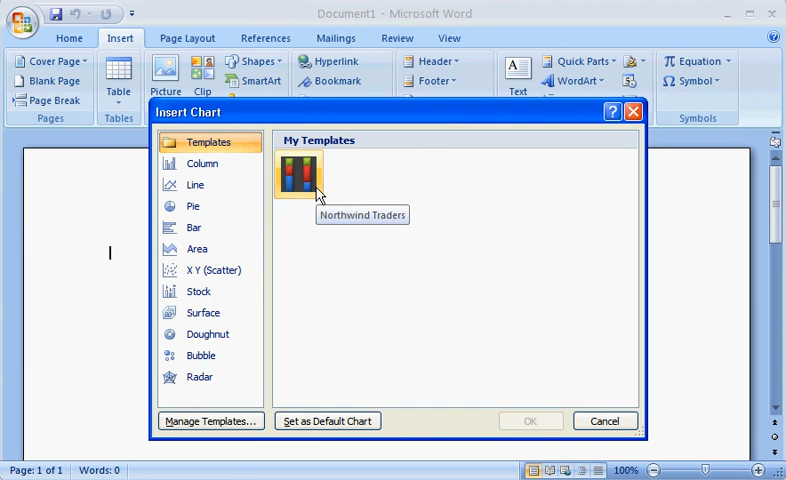 Document1 - Microsoft Word
Home Insert Page Layout References Mailings Review View
Cover Page
Blank Page
Page Break
Pages
Table
Tables
Picture
Clip
Shapes
SmartArt
Hyperlink
Bookmark
Header
Footer
A
Text
Quick Parts
WordArt
π Equation
Ω Symbol
Symbols
Insert Chart
Templates
Column
Line
Pie
Bar
Area
X Y (Scatter)
Stock
Surface
Doughnut
Bubble
Radar
My Templates
Northwind Traders
Manage Templates...
Set as Default Chart
OK
Cancel
Page: 1 of 1 Words: 0
100%